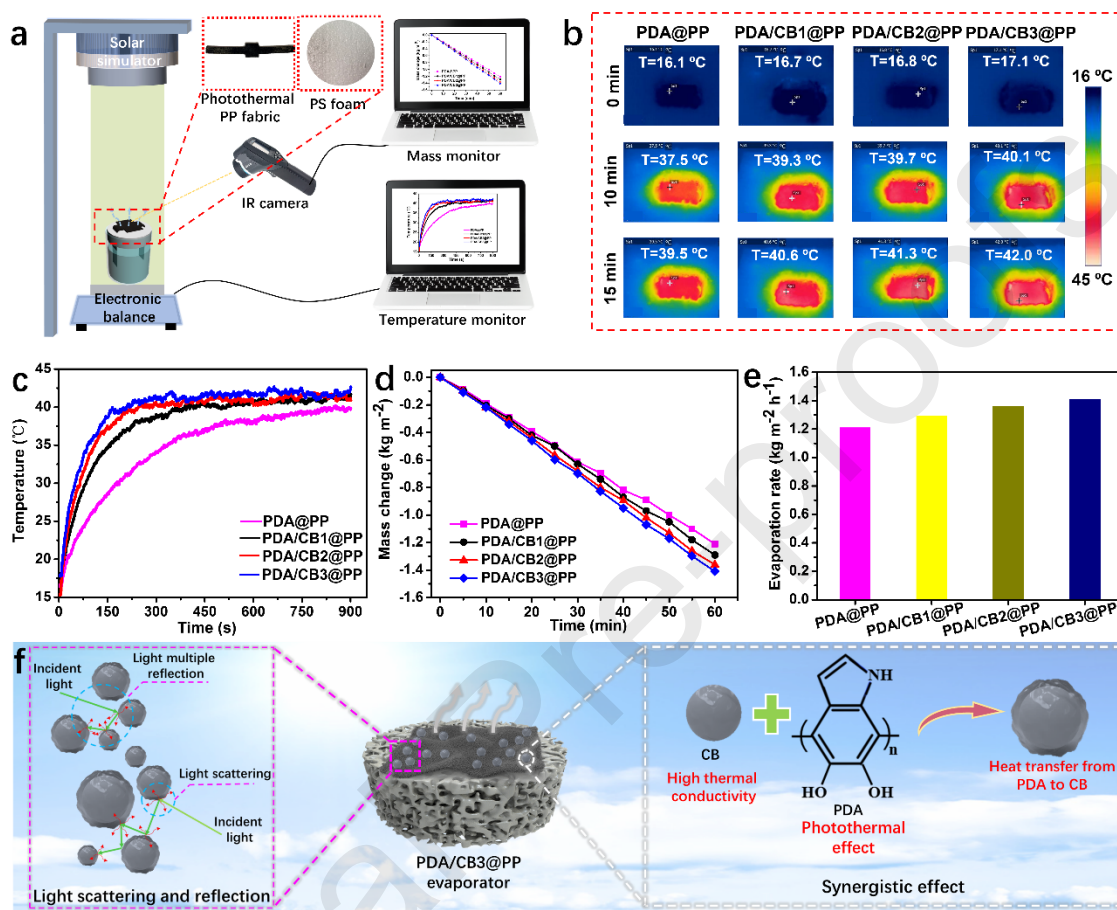 a
Solar
simulator
Photothermal
PP fabric
PS foam
Mass monitor
IR camera
Electronic
balance
Temperature monitor
b
PDA@PP
PDA/CB1@PP
PDA/CB2@PP
PDA/CB3@PP
0 min
T=16.1 ºC
T=16.7 ºC
T=16.8 ºC
T=17.1 ºC
10 min
T=37.5 ºC
T=39.3 ºC
T=39.7 ºC
T=40.1 ºC
15 min
T=39.5 ºC
T=40.6 ºC
T=41.3 ºC
T=42.0 ºC
16 ºC
45 ºC
c
Temperature (℃)
45
40
35
30
25
20
15
0
150
300
450
600
750
900
Time (s)
PDA@PP
PDA/CB1@PP
PDA/CB2@PP
PDA/CB3@PP
d
Mass change (kg m⁻²)
0.0
-0.2
-0.4
-0.6
-0.8
-1.0
-1.2
-1.4
-1.6
0
10
20
30
40
50
60
Time (min)
PDA@PP
PDA/CB1@PP
PDA/CB2@PP
PDA/CB3@PP
e
Evaporation rate (kg m⁻² h⁻¹)
1.6
1.4
1.2
1.0
0.8
0.6
0.4
0.2
0.0
PDA@PP
PDA/CB1@PP
PDA/CB2@PP
PDA/CB3@PP
f
Incident
light
Light multiple
reflection
Light scattering
Incident
light
Light scattering and reflection
PDA/CB3@PP
evaporator
CB
High thermal
conductivity
NH
n
HO
OH
PDA
Photothermal
effect
Heat transfer from
PDA to CB
Synergistic effect